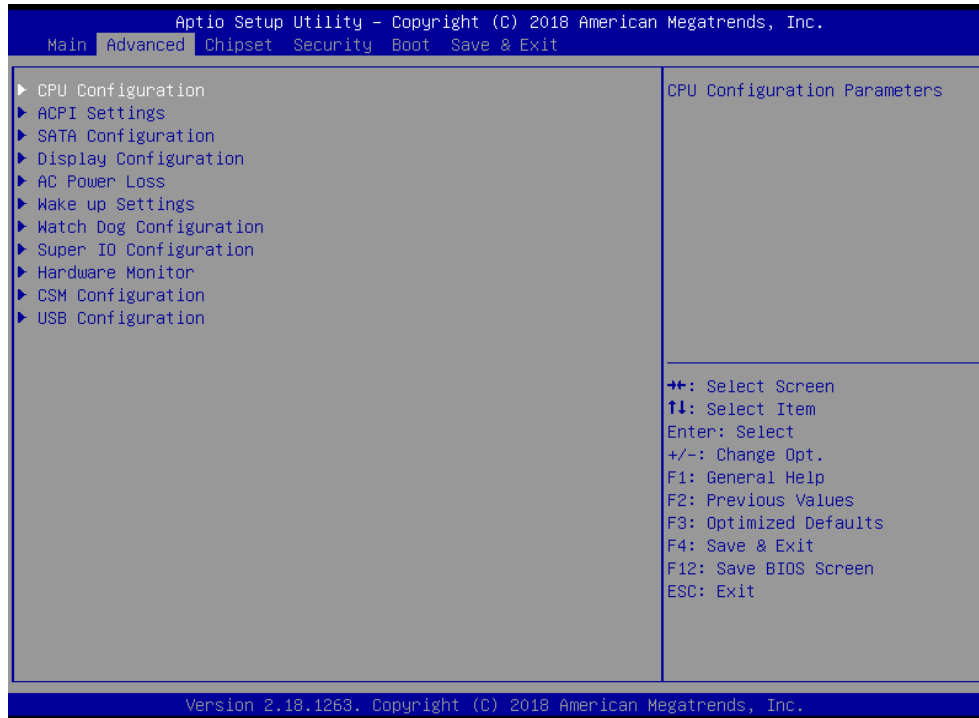 Aptio Setup Utility – Copyright (C) 2018 American Megatrends, Inc.
Main Advanced Chipset Security Boot Save & Exit
▶ CPU Configuration
▶ ACPI Settings
▶ SATA Configuration
▶ Display Configuration
▶ AC Power Loss
▶ Wake up Settings
▶ Watch Dog Configuration
▶ Super IO Configuration
▶ Hardware Monitor
▶ CSM Configuration
▶ USB Configuration
CPU Configuration Parameters
→←: Select Screen
↑↓: Select Item
Enter: Select
+/-: Change Opt.
F1: General Help
F2: Previous Values
F3: Optimized Defaults
F4: Save & Exit
F12: Save BIOS Screen
ESC: Exit
Version 2.18.1263. Copyright (C) 2018 American Megatrends, Inc.